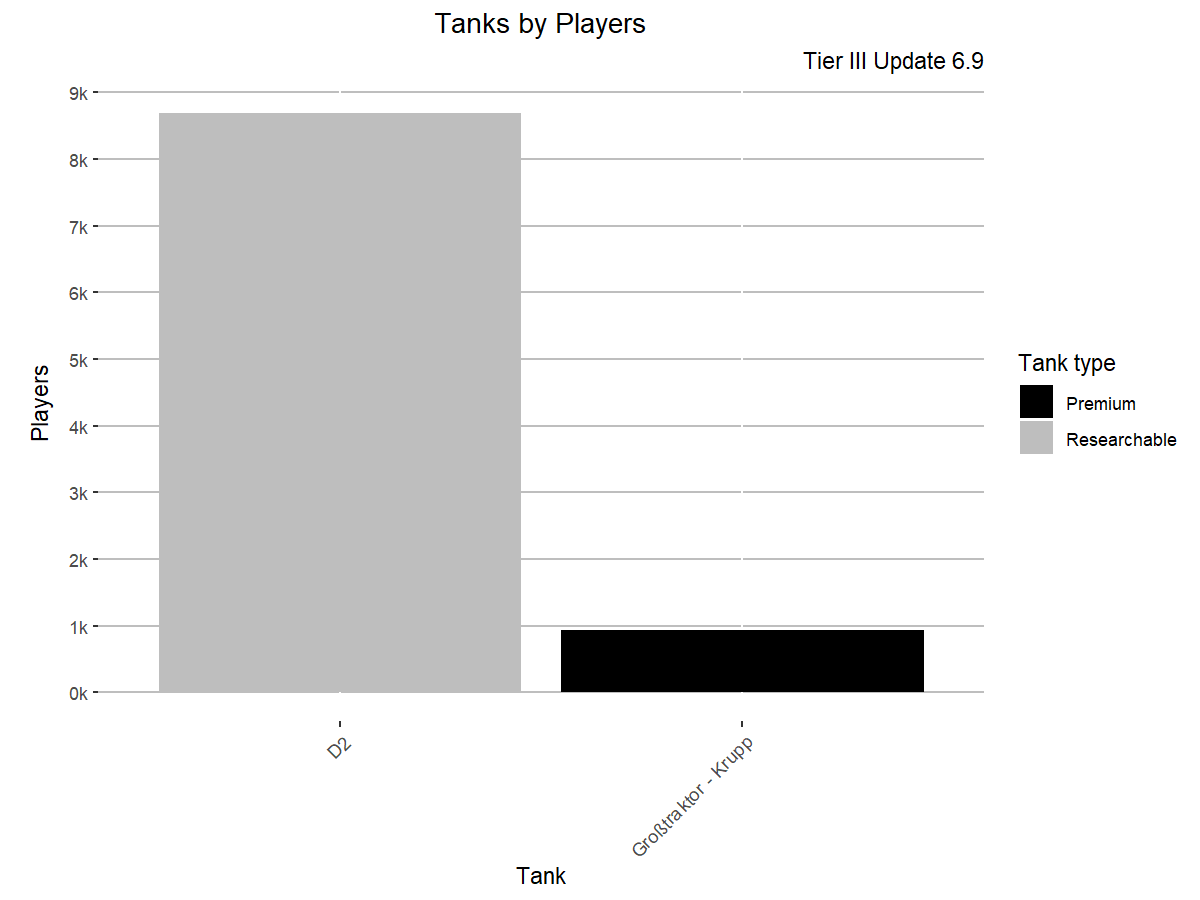 Tanks by Players
Tier III Update 6.9
9k
8k
7k
6k
5k
4k
3k
2k
1k
0k
Players
D2
Großtraktor - Krupp
Tank
Tank type
Premium
Researchable